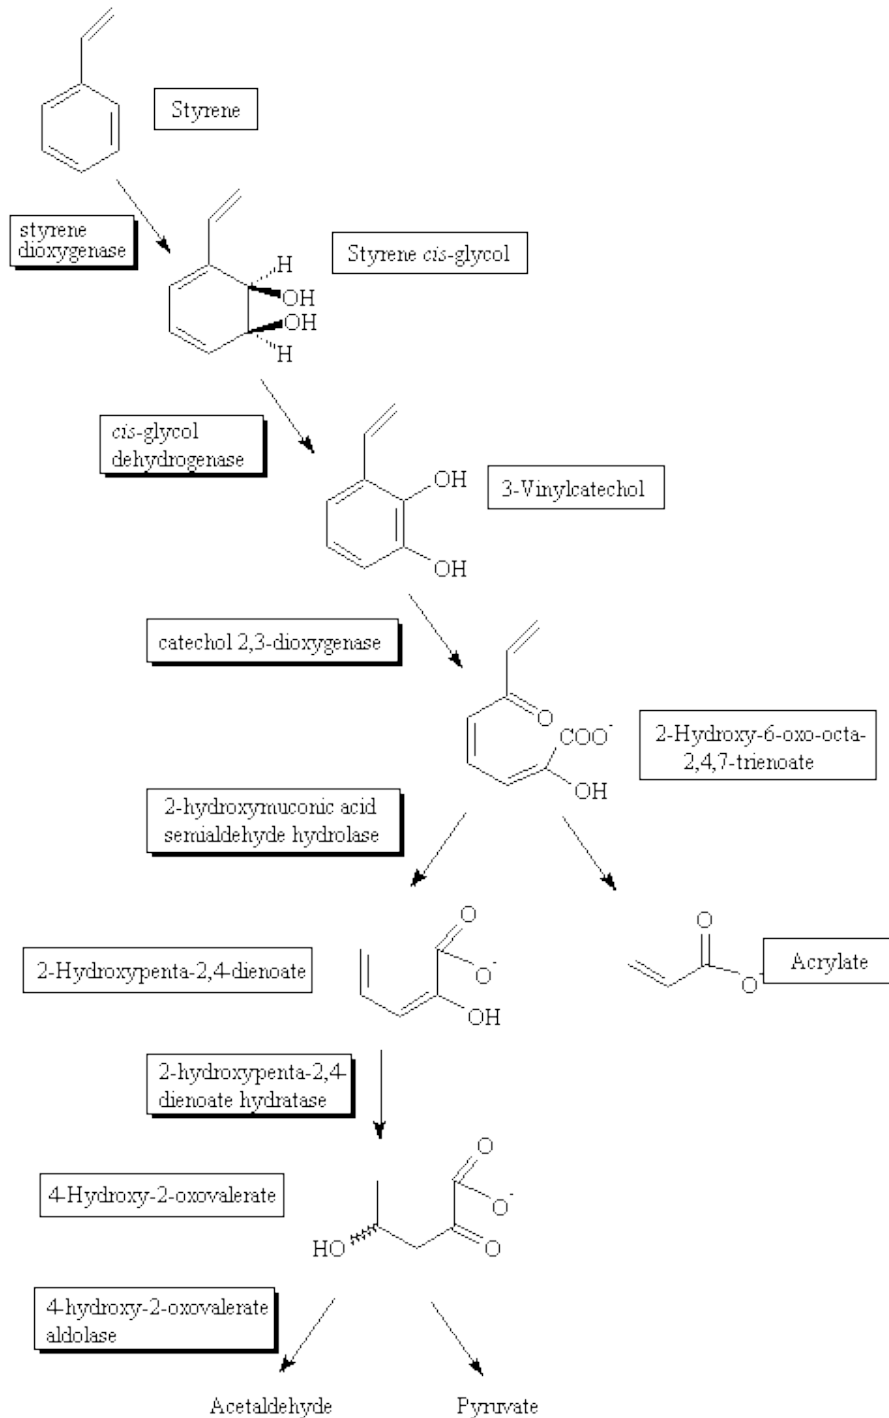 Styrene
styrene
dioxygenase
Styrene cis-glycol
H
OH
OH
H
cis-glycol
dehydrogenase
OH
3-Vinylcatechol
OH
catechol 2,3-dioxygenase
O
COO-
OH
2-Hydroxy-6-oxo-octa-
2,4,7-trienoate
2-hydroxymuconic acid
semialdehyde hydrolase
O
O-
OH
2-Hydroxypenta-2,4-dienoate
O
O-
Acrylate
2-hydroxypenta-2,4-
dienoate hydratase
4-Hydroxy-2-oxovalerate
O
O-
HO
O
4-hydroxy-2-oxovalerate
aldolase
Acetaldehyde
Pyruvate